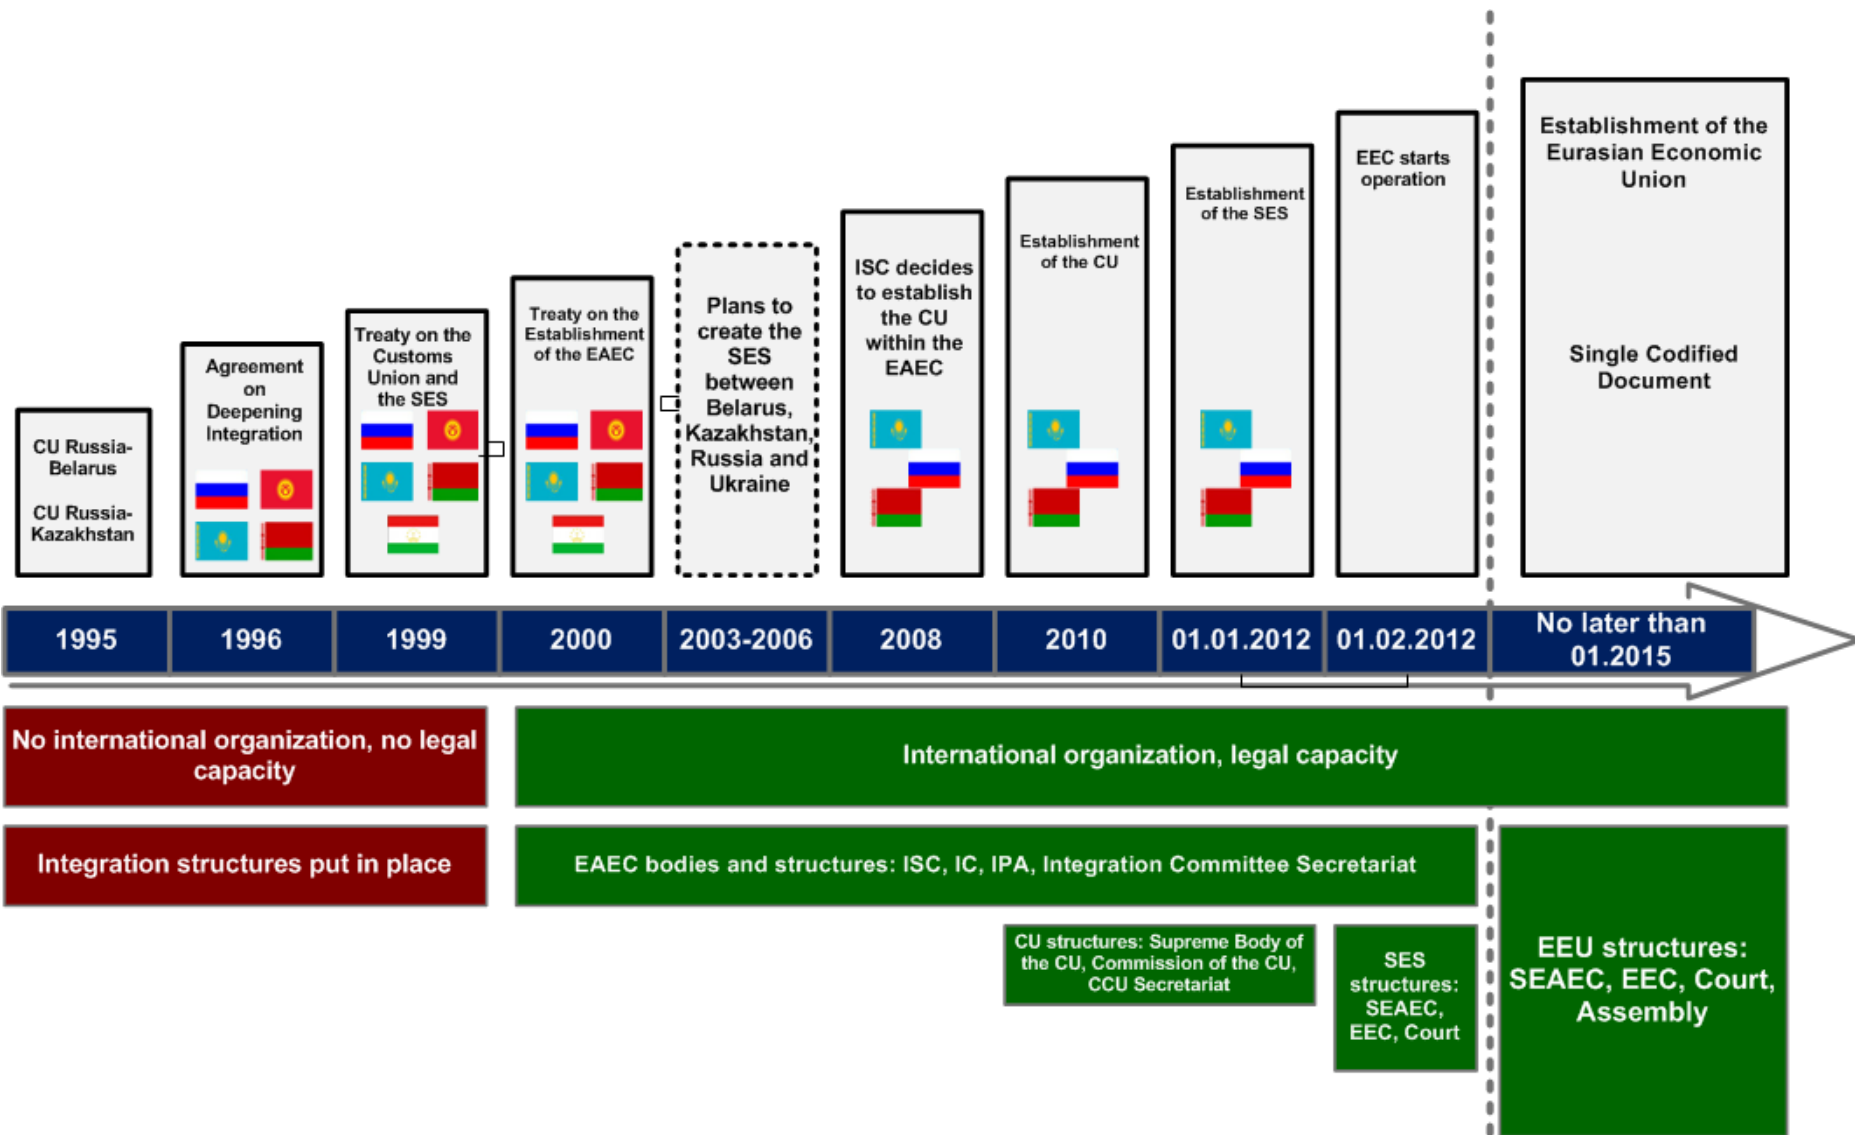 CU Russia-
Belarus
CU Russia-
Kazakhstan
Agreement
on
Deepening
Integration
Treaty on the
Customs
Union and
the SES
Treaty on the
Establishment
of the EAEC
Plans to
create the
SES
between
Belarus,
Kazakhstan,
Russia and
Ukraine
ISC decides
to establish
the CU
within the
EAEC
Establishment
of the CU
Establishment
of the SES
EEC starts
operation
Establishment of the
Eurasian Economic
Union
Single Codified
Document
1995
1996
1999
2000
2003-2006
2008
2010
01.01.2012
01.02.2012
No later than
01.2015
No international organization, no legal
capacity
International organization, legal capacity
Integration structures put in place
EAEC bodies and structures: ISC, IC, IPA, Integration Committee Secretariat
CU structures: Supreme Body of
the CU, Commission of the CU,
CCU Secretariat
SES
structures:
SEAEC,
EEC, Court
EEU structures:
SEAEC, EEC, Court,
Assembly